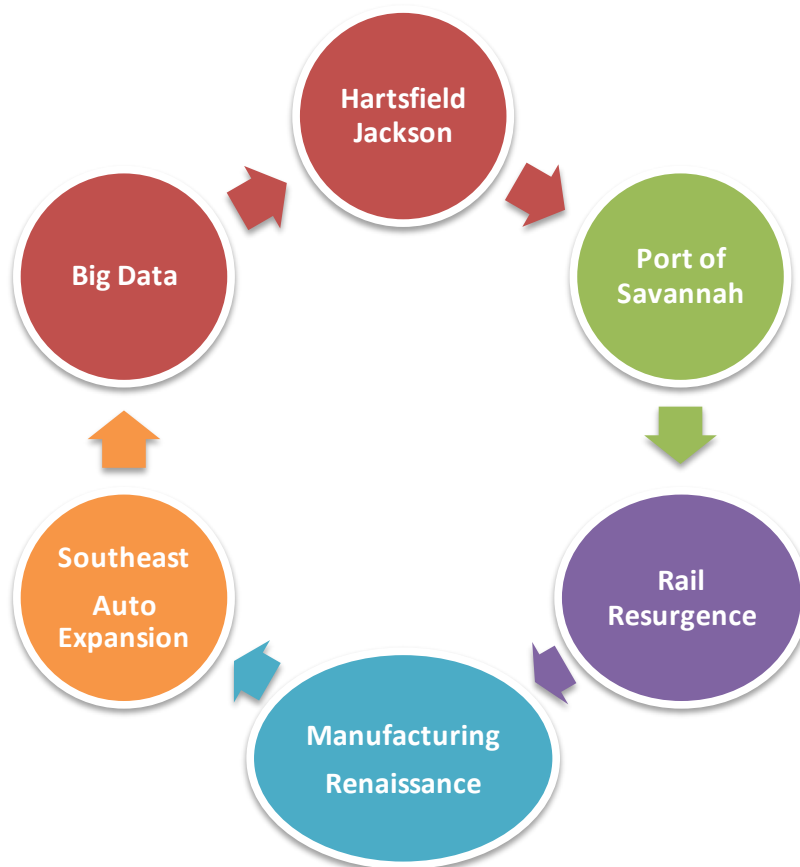 Hartsfield
Jackson
Port of
Savannah
Rail
Resurgence
Manufacturing
Renaissance
Southeast
Auto
Expansion
Big Data